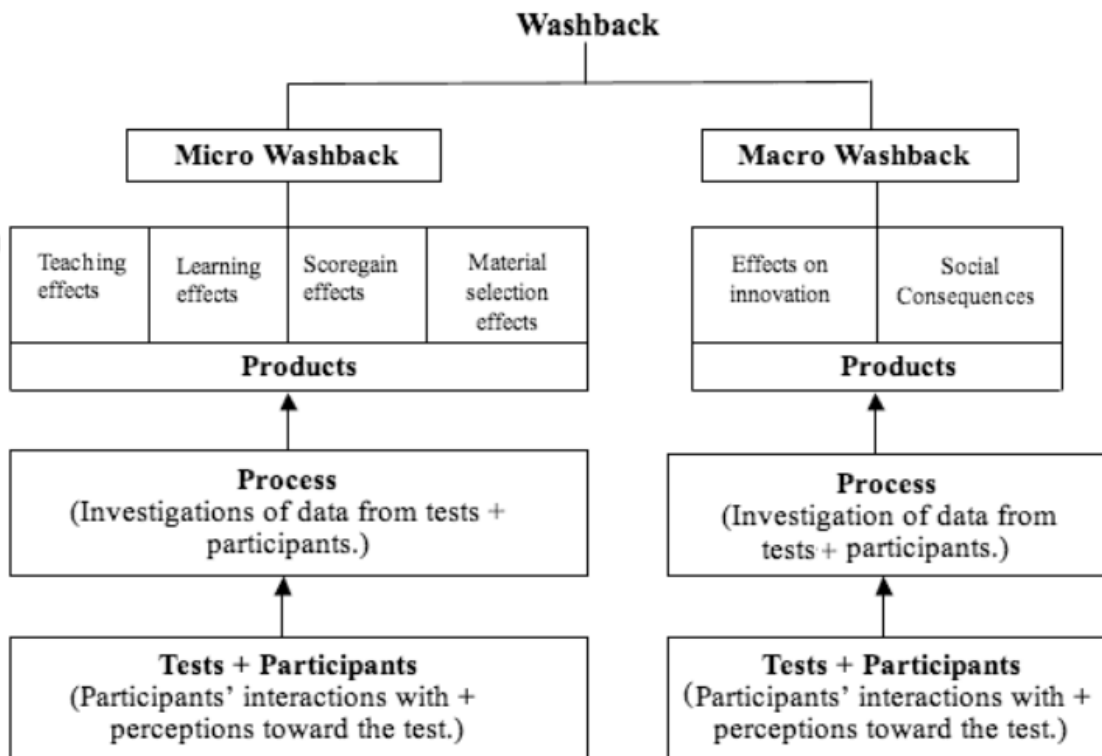 Washback
Micro Washback
Macro Washback
Teaching
effects
Learning
effects
Scoregain
effects
Material
selection
effects
Effects on
innovation
Social
Consequences
Products
Products
Process
(Investigations of data from tests +
participants.)
Process
(Investigation of data from
tests + participants.)
Tests + Participants
(Participants’ interactions with +
perceptions toward the test.)
Tests + Participants
(Participants’ interactions with +
perceptions toward the test.)